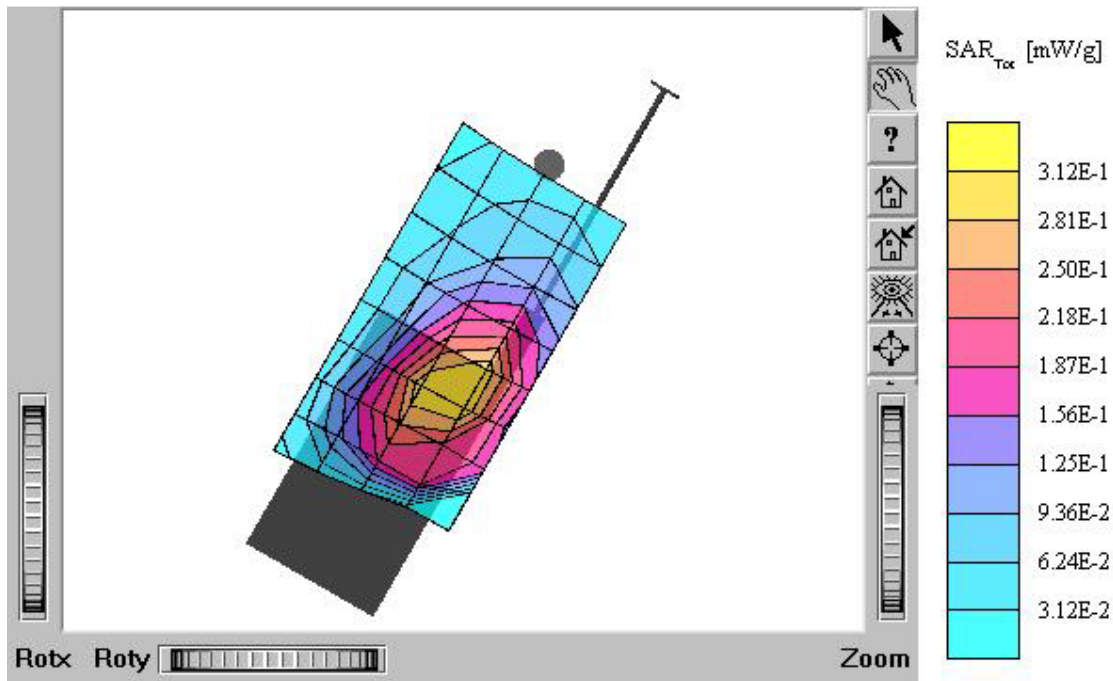 SAR_Tot [mW/g]
?
3.12E-1
2.81E-1
2.50E-1
2.18E-1
1.87E-1
1.56E-1
1.25E-1
9.36E-2
6.24E-2
3.12E-2
Rotx Roty Zoom